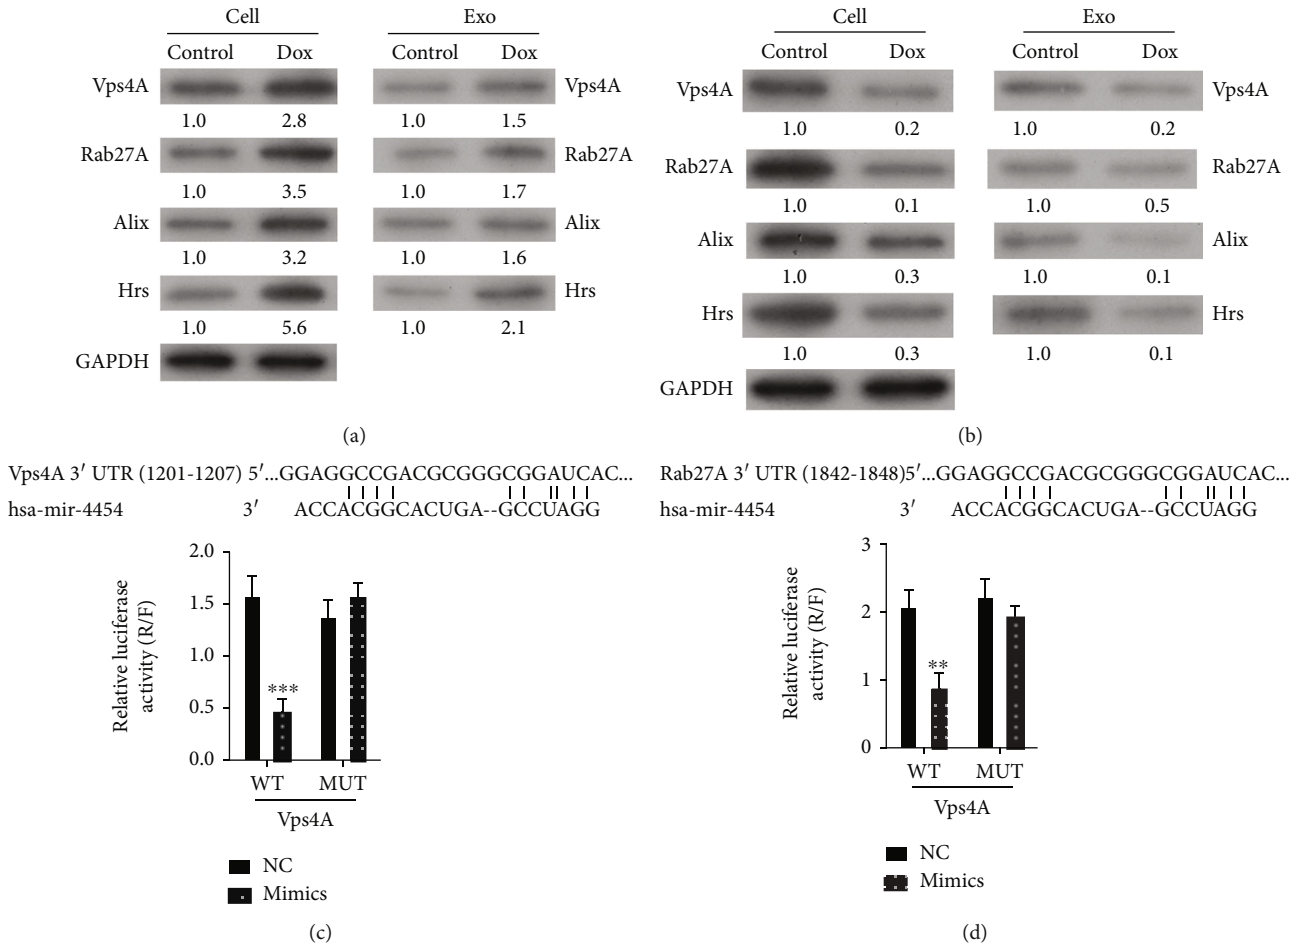 Cell Exo
Control Dox Control Dox
Vps4A Vps4A
1.0 2.8 1.0 1.5
Rab27A Rab27A
1.0 3.5 1.0 1.7
Alix Alix
1.0 3.2 1.0 1.6
Hrs Hrs
1.0 5.6 1.0 2.1
GAPDH
(a)
Cell Exo
Control Dox Control Dox
Vps4A Vps4A
1.0 0.2 1.0 0.2
Rab27A Rab27A
1.0 0.1 1.0 0.5
Alix Alix
1.0 0.3 1.0 0.1
Hrs Hrs
1.0 0.3 1.0 0.1
GAPDH
(b)
Vps4A 3′ UTR (1201-1207) 5′...GGAGGCCGACGCGGGCGGAUCAC...
hsa-mir-4454 3′ ACCACGGCACUGA--GCCUAGG
Relative luciferase
activity (R/F)
2.0
1.5
1.0
0.5
0.0
***
WT MUT
Vps4A
NC
Mimics
(c)
Rab27A 3′ UTR (1842-1848)5′...GGAGGCCGACGCGGGCGGAUCAC...
hsa-mir-4454 3′ ACCACGGCACUGA--GCCUAGG
Relative luciferase
activity (R/F)
3
2
1
0
**
WT MUT
Vps4A
NC
Mimics
(d)